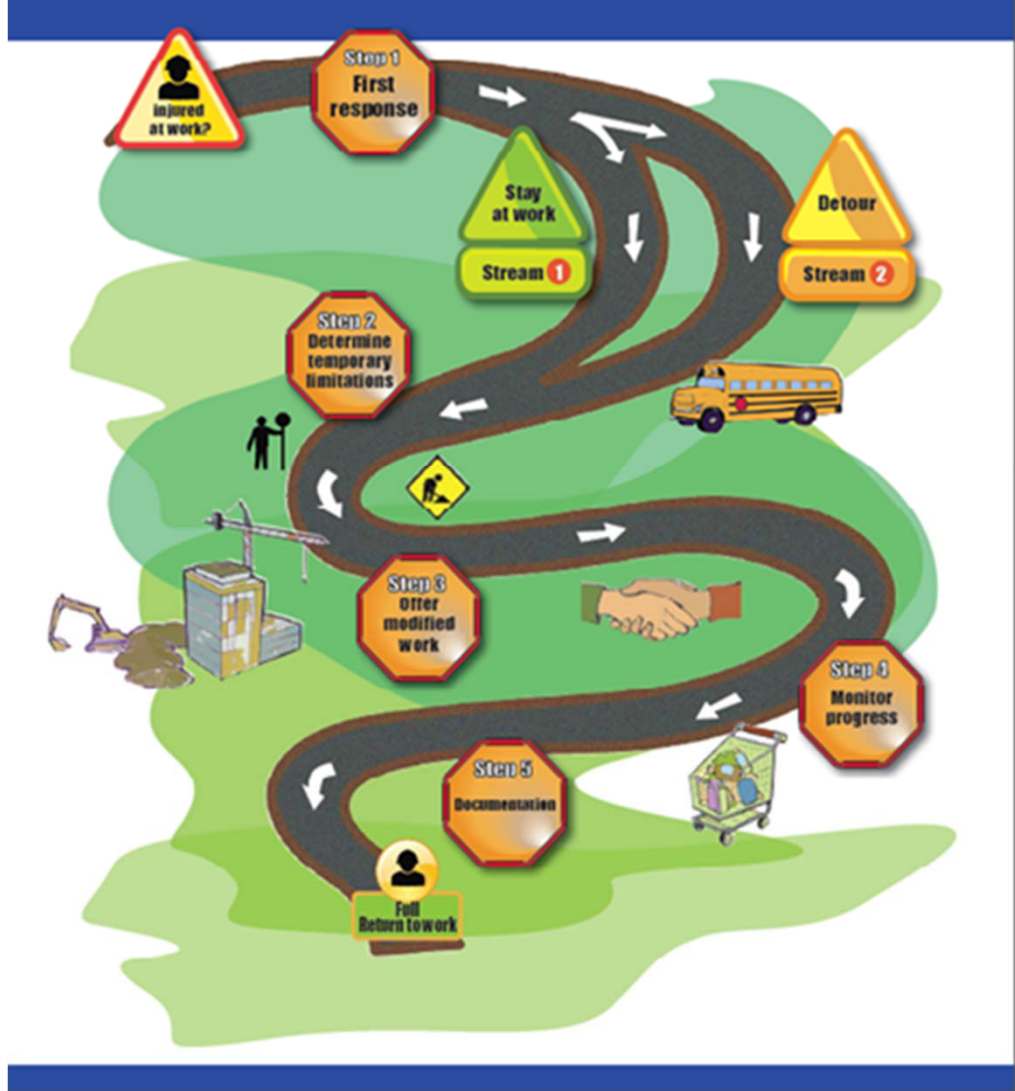 injured
at work?
Step 1
First
response
Stay
at work
Stream 1
Detour
Stream 2
Step 2
Determine
temporary
limitations
Step 3
Offer
modified
work
Step 4
Monitor
progress
Step 5
Documentation
Full
Return to work